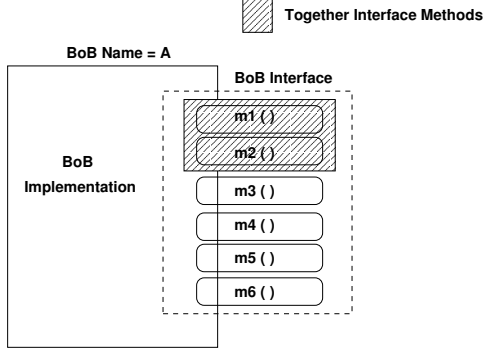 Together Interface Methods
BoB Name = A
BoB Interface
m1 ( )
m2 ( )
BoB
Implementation
m3 ( )
m4 ( )
m5 ( )
m6 ( )